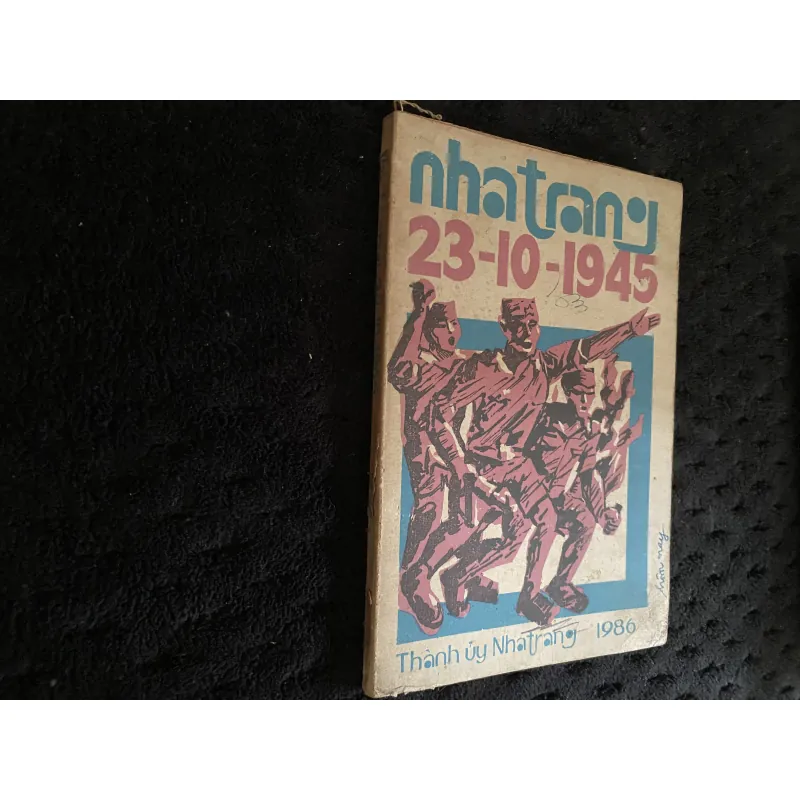 nhatrang
23-10-1945
Thành ủy Nhatrang 1986